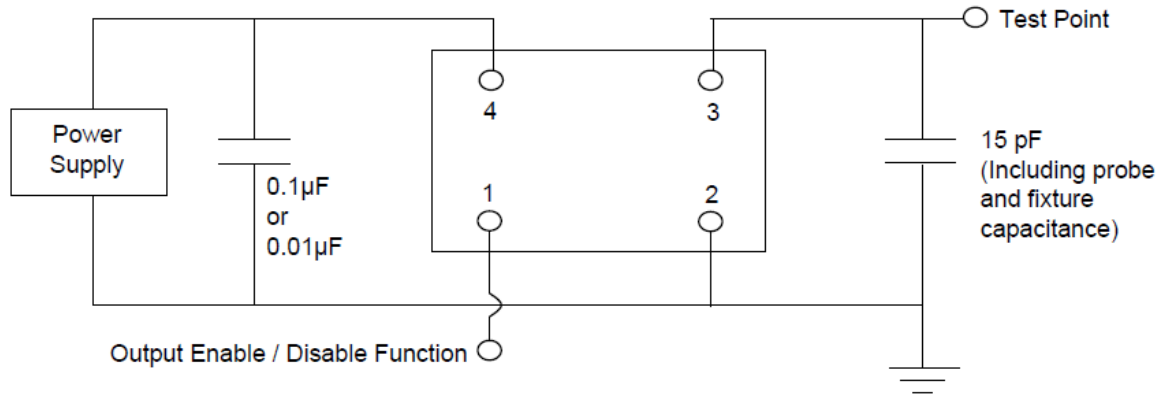 Test Point
Power
Supply
4
3
0.1µF
or
0.01µF
1
2
15 pF
(Including probe
and fixture
capacitance)
Output Enable / Disable Function